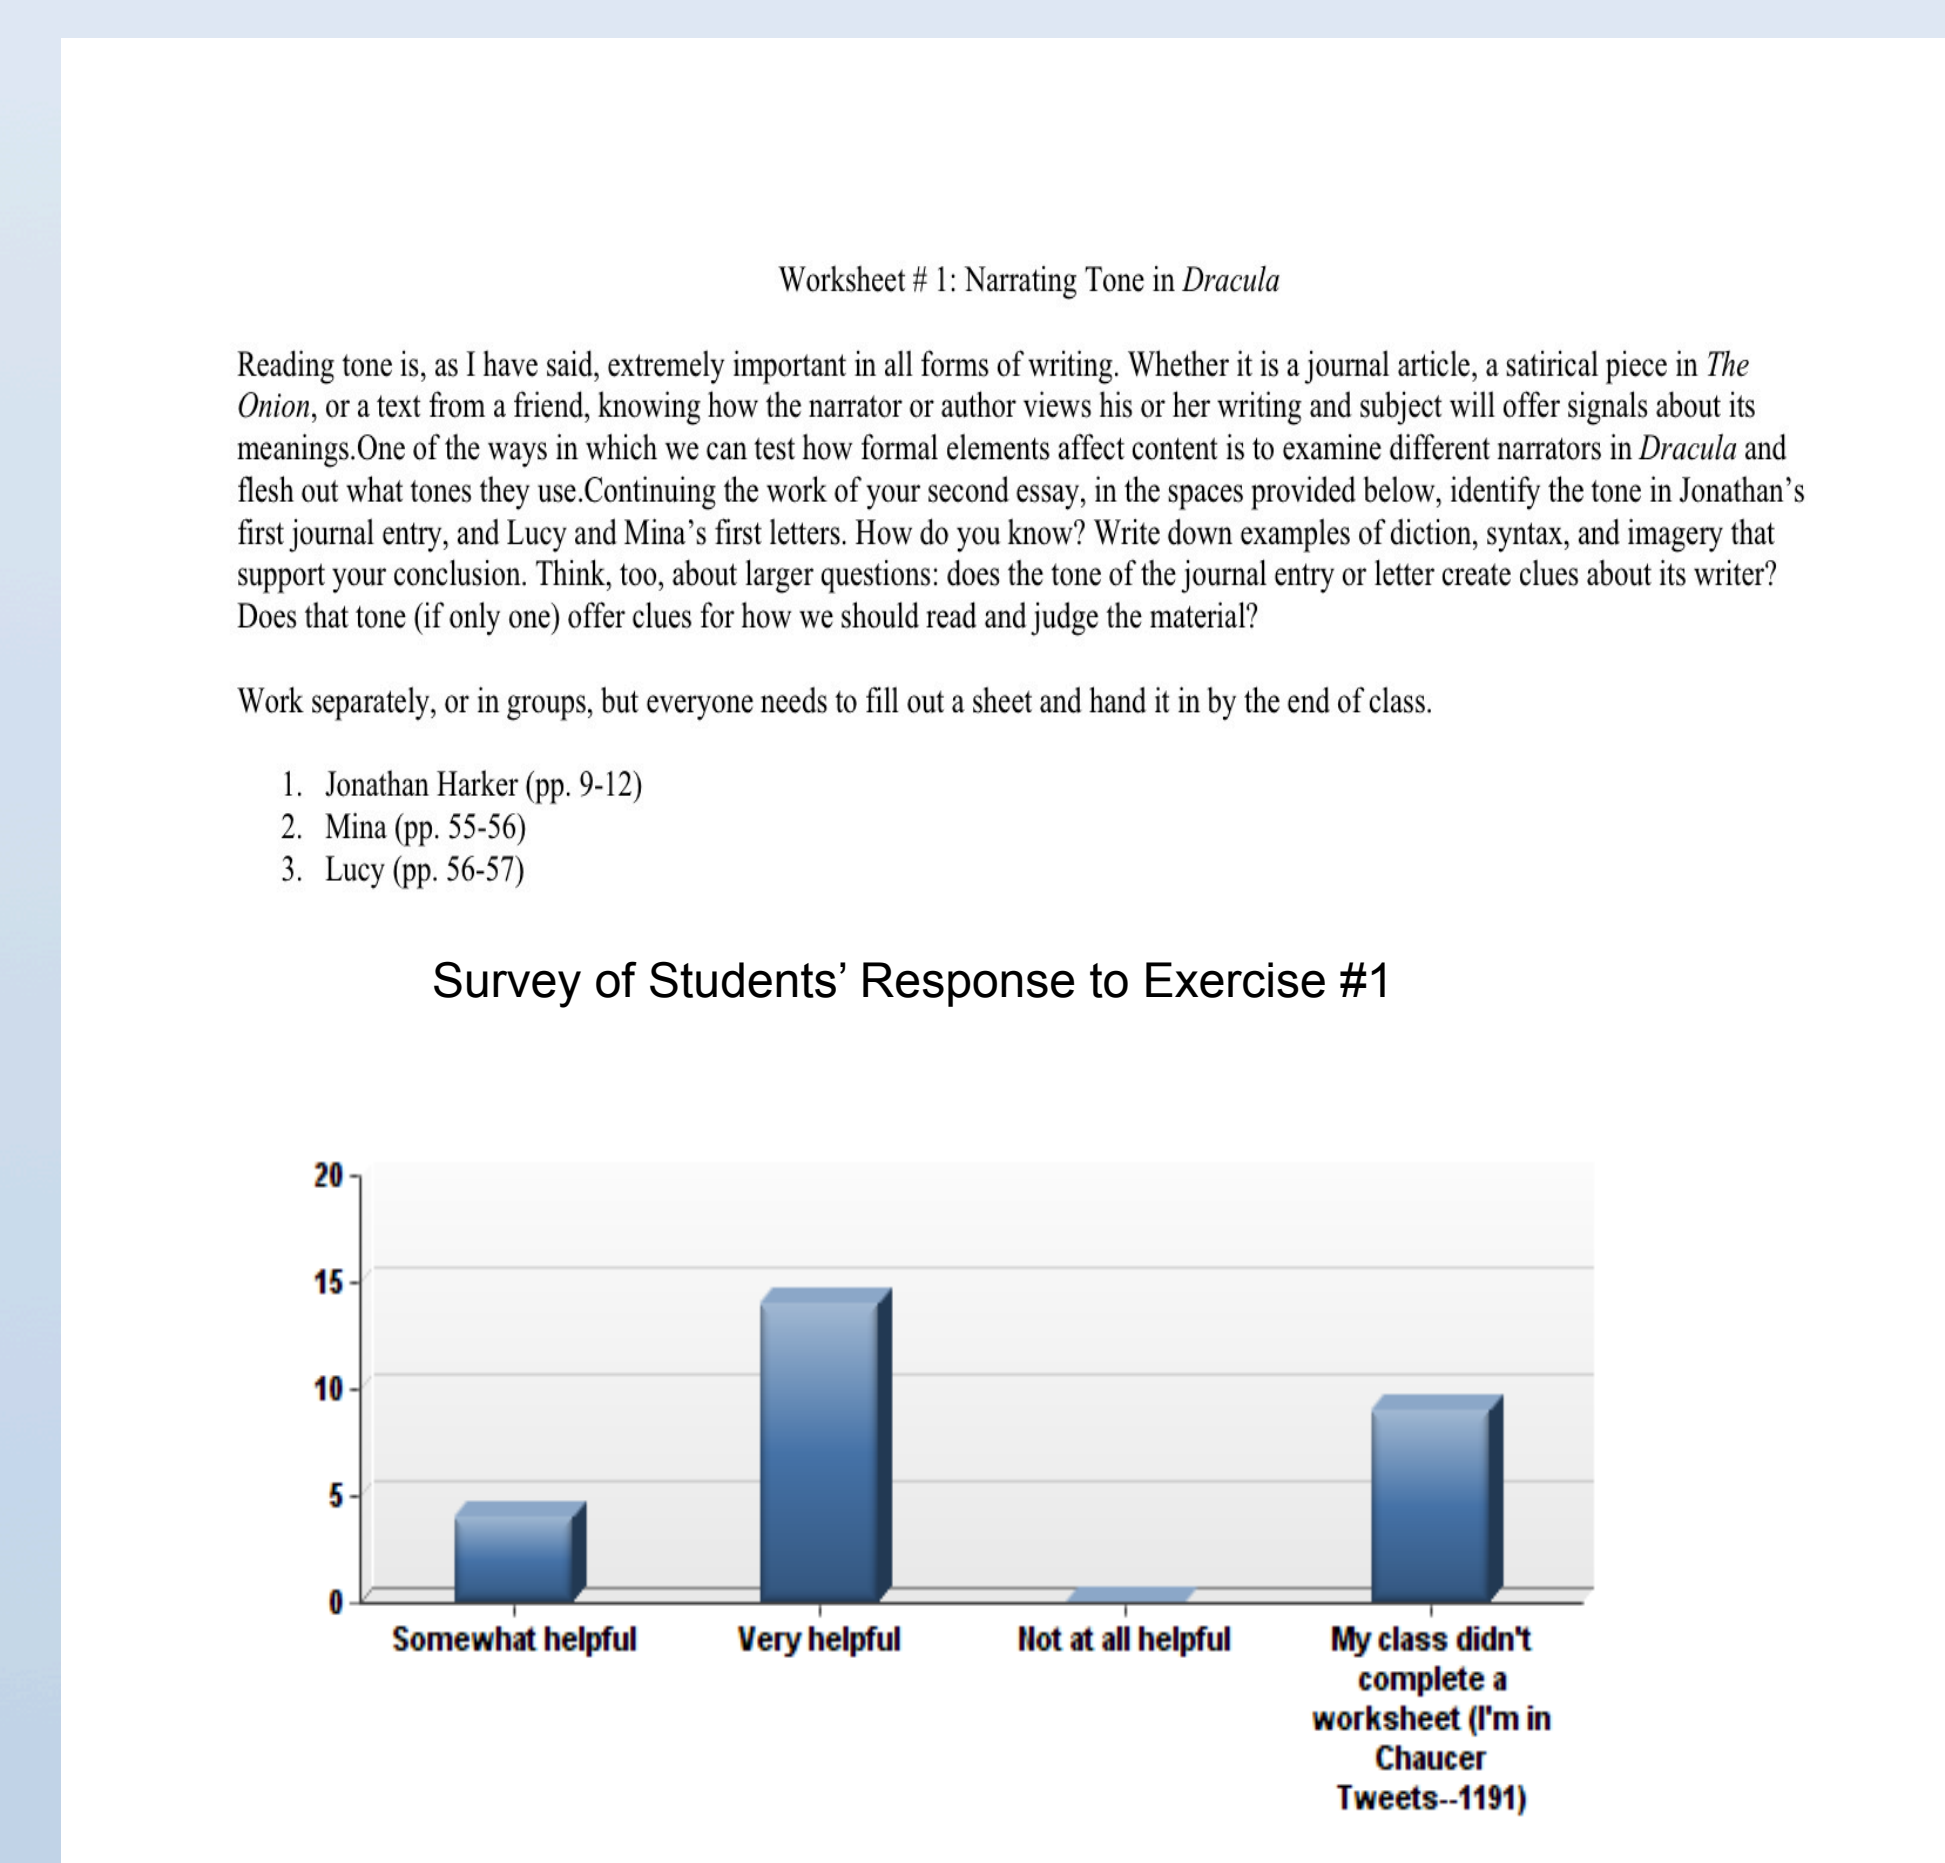 Worksheet # 1: Narrating Tone in Dracula
Reading tone is, as I have said, extremely important in all forms of writing. Whether it is a journal article, a satirical piece in The
Onion, or a text from a friend, knowing how the narrator or author views his or her writing and subject will offer signals about its
meanings.One of the ways in which we can test how formal elements affect content is to examine different narrators in Dracula and
flesh out what tones they use.Continuing the work of your second essay, in the spaces provided below, identify the tone in Jonathan’s
first journal entry, and Lucy and Mina’s first letters. How do you know? Write down examples of diction, syntax, and imagery that
support your conclusion. Think, too, about larger questions: does the tone of the journal entry or letter create clues about its writer?
Does that tone (if only one) offer clues for how we should read and judge the material?
Work separately, or in groups, but everyone needs to fill out a sheet and hand it in by the end of class.
1. Jonathan Harker (pp. 9-12)
2. Mina (pp. 55-56)
3. Lucy (pp. 56-57)
Survey of Students’ Response to Exercise #1
20
15
10
5
0
Somewhat helpful
Very helpful
Not at all helpful
My class didn't
complete a
worksheet (I'm in
Chaucer
Tweets--1191)